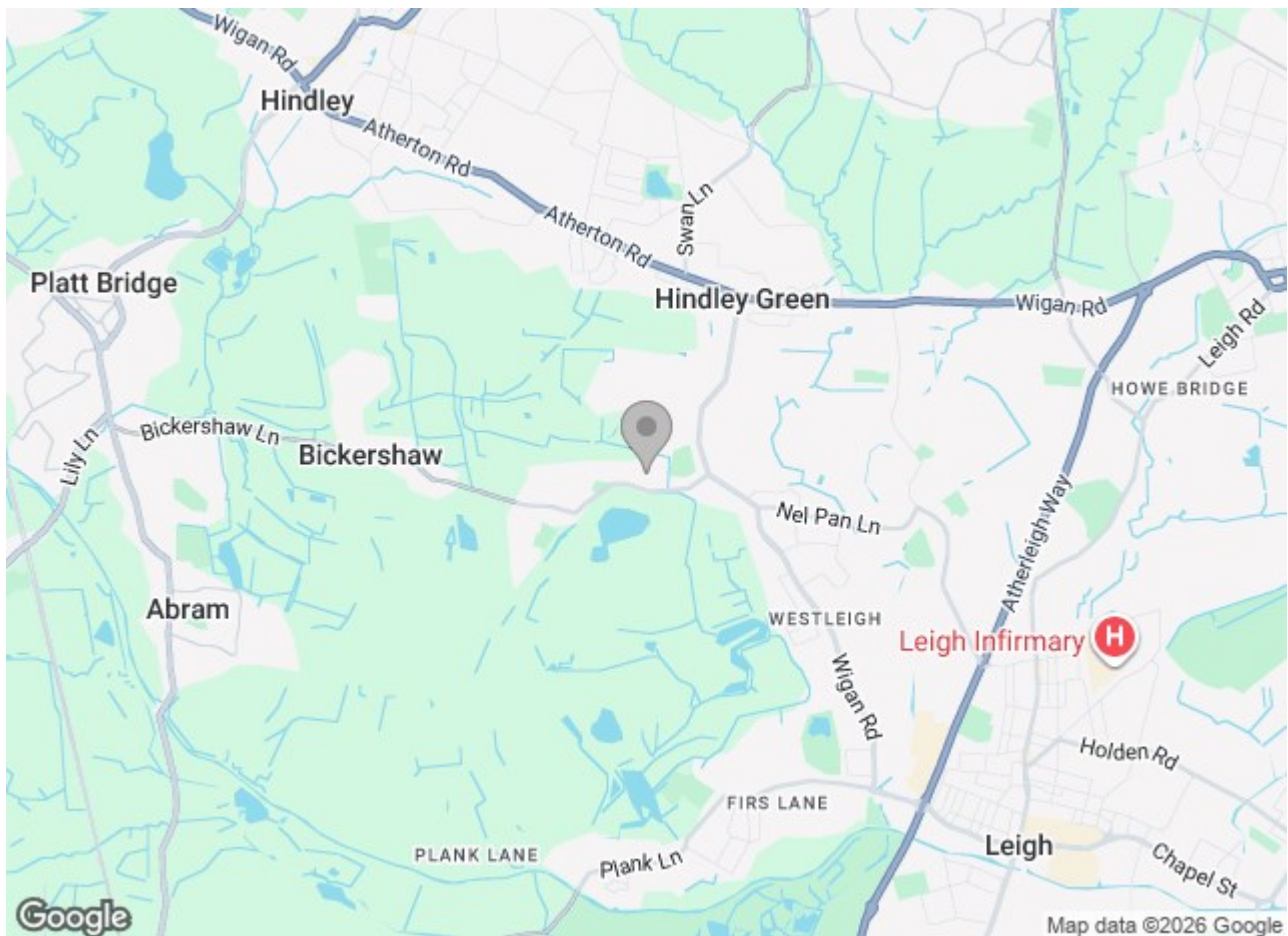 Wigan Rd
Hindley
Atherton Rd
Swan Ln
Atherton Rd
Platt Bridge
Hindley Green
Wigan Rd
Leigh Rd
HOWE BRIDGE
Bickershaw Ln
Lily Ln
Bickershaw
Nel Pan Ln
Atherleigh Way
Abram
WESTLEIGH
Leigh Infirmary
H
Wigan Rd
Holden Rd
FIRS LANE
PLANK LANE
Plank Ln
Leigh
Chapel St
Google
Map data ©2026 Google